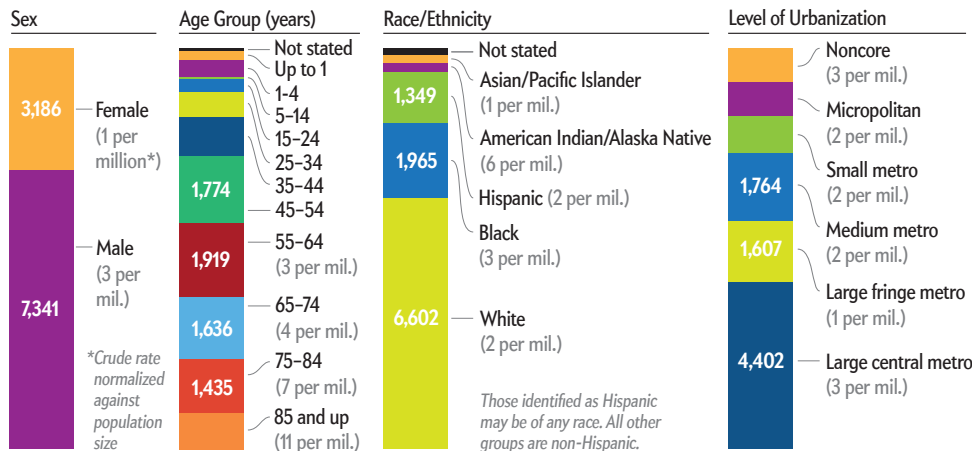 Sex
3,186
Female
(1 per
million*)
Male
(3 per
mil.)
7,341
*Crude rate
normalized
against
population
size
Age Group (years)
Not stated
Up to 1
1-4
5–14
15–24
25–34
35–44
1,774
45–54
55–64
1,919
(3 per mil.)
65–74
1,636
(4 per mil.)
75–84
1,435
(7 per mil.)
85 and up
(11 per mil.)
Race/Ethnicity
Not stated
Asian/Pacific Islander
1,349
(1 per mil.)
American Indian/Alaska Native
1,965
(6 per mil.)
Hispanic (2 per mil.)
Black
(3 per mil.)
6,602
White
(2 per mil.)
Those identified as Hispanic
may be of any race. All other
groups are non-Hispanic.
Level of Urbanization
Noncore
(3 per mil.)
Micropolitan
(2 per mil.)
Small metro
1,764
(2 per mil.)
Medium metro
1,607
(2 per mil.)
Large fringe metro
(1 per mil.)
4,402
Large central metro
(3 per mil.)